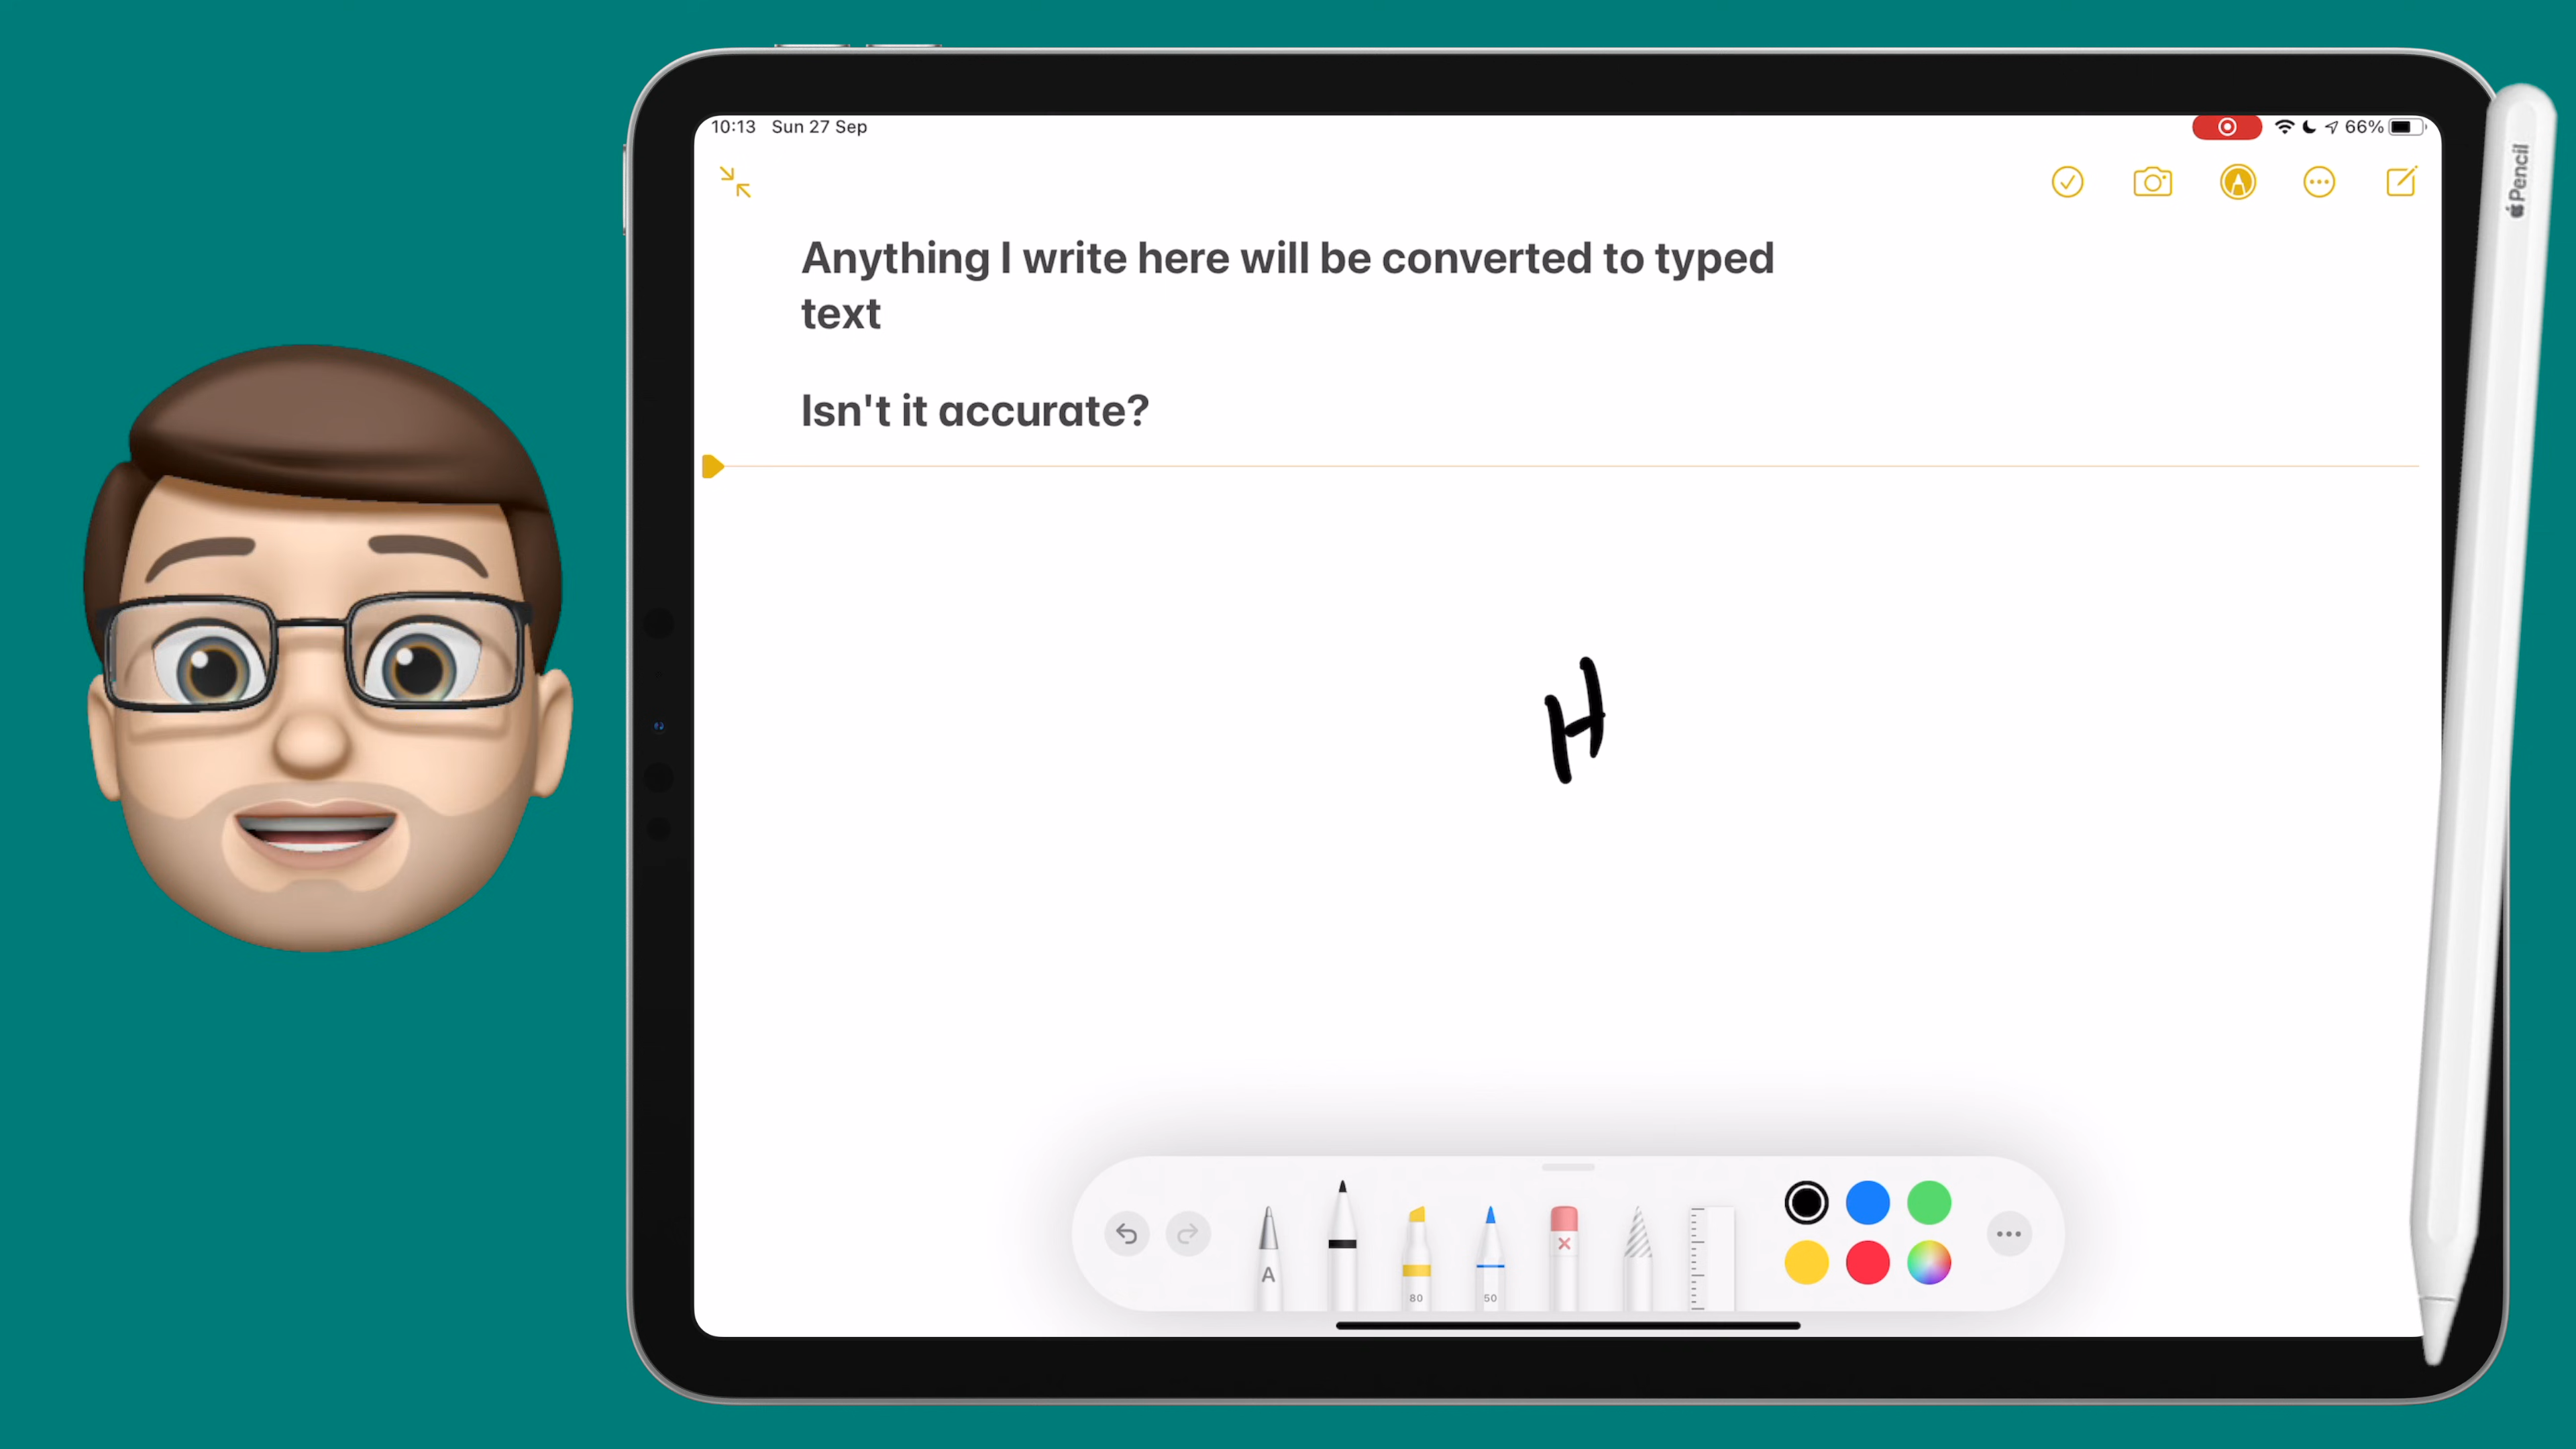 10:13 Sun 27 Sep 66%
Anything I write here will be converted to typed
text
Isn't it accurate?
H
A
80
50
Pencil